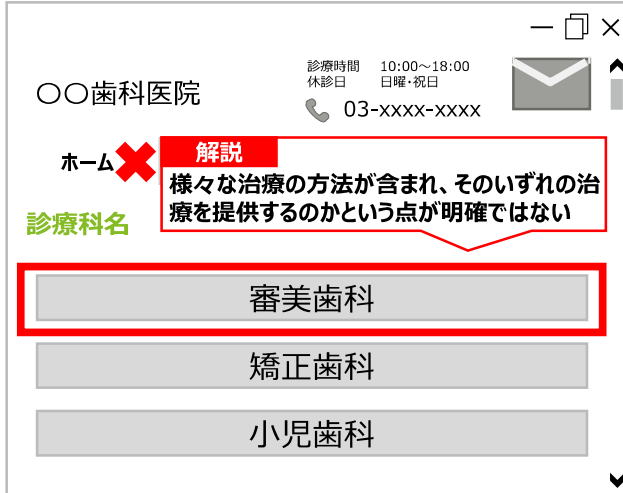 診療時間 10:00～18:00
休診日 日曜・祝日
〇〇歯科医院
03-xxxx-xxxx
ホーム
解説
様々な治療の方法が含まれ、そのいずれの治
療を提供するのかという点が明確ではない
診療科名
審美歯科
矯正歯科
小児歯科